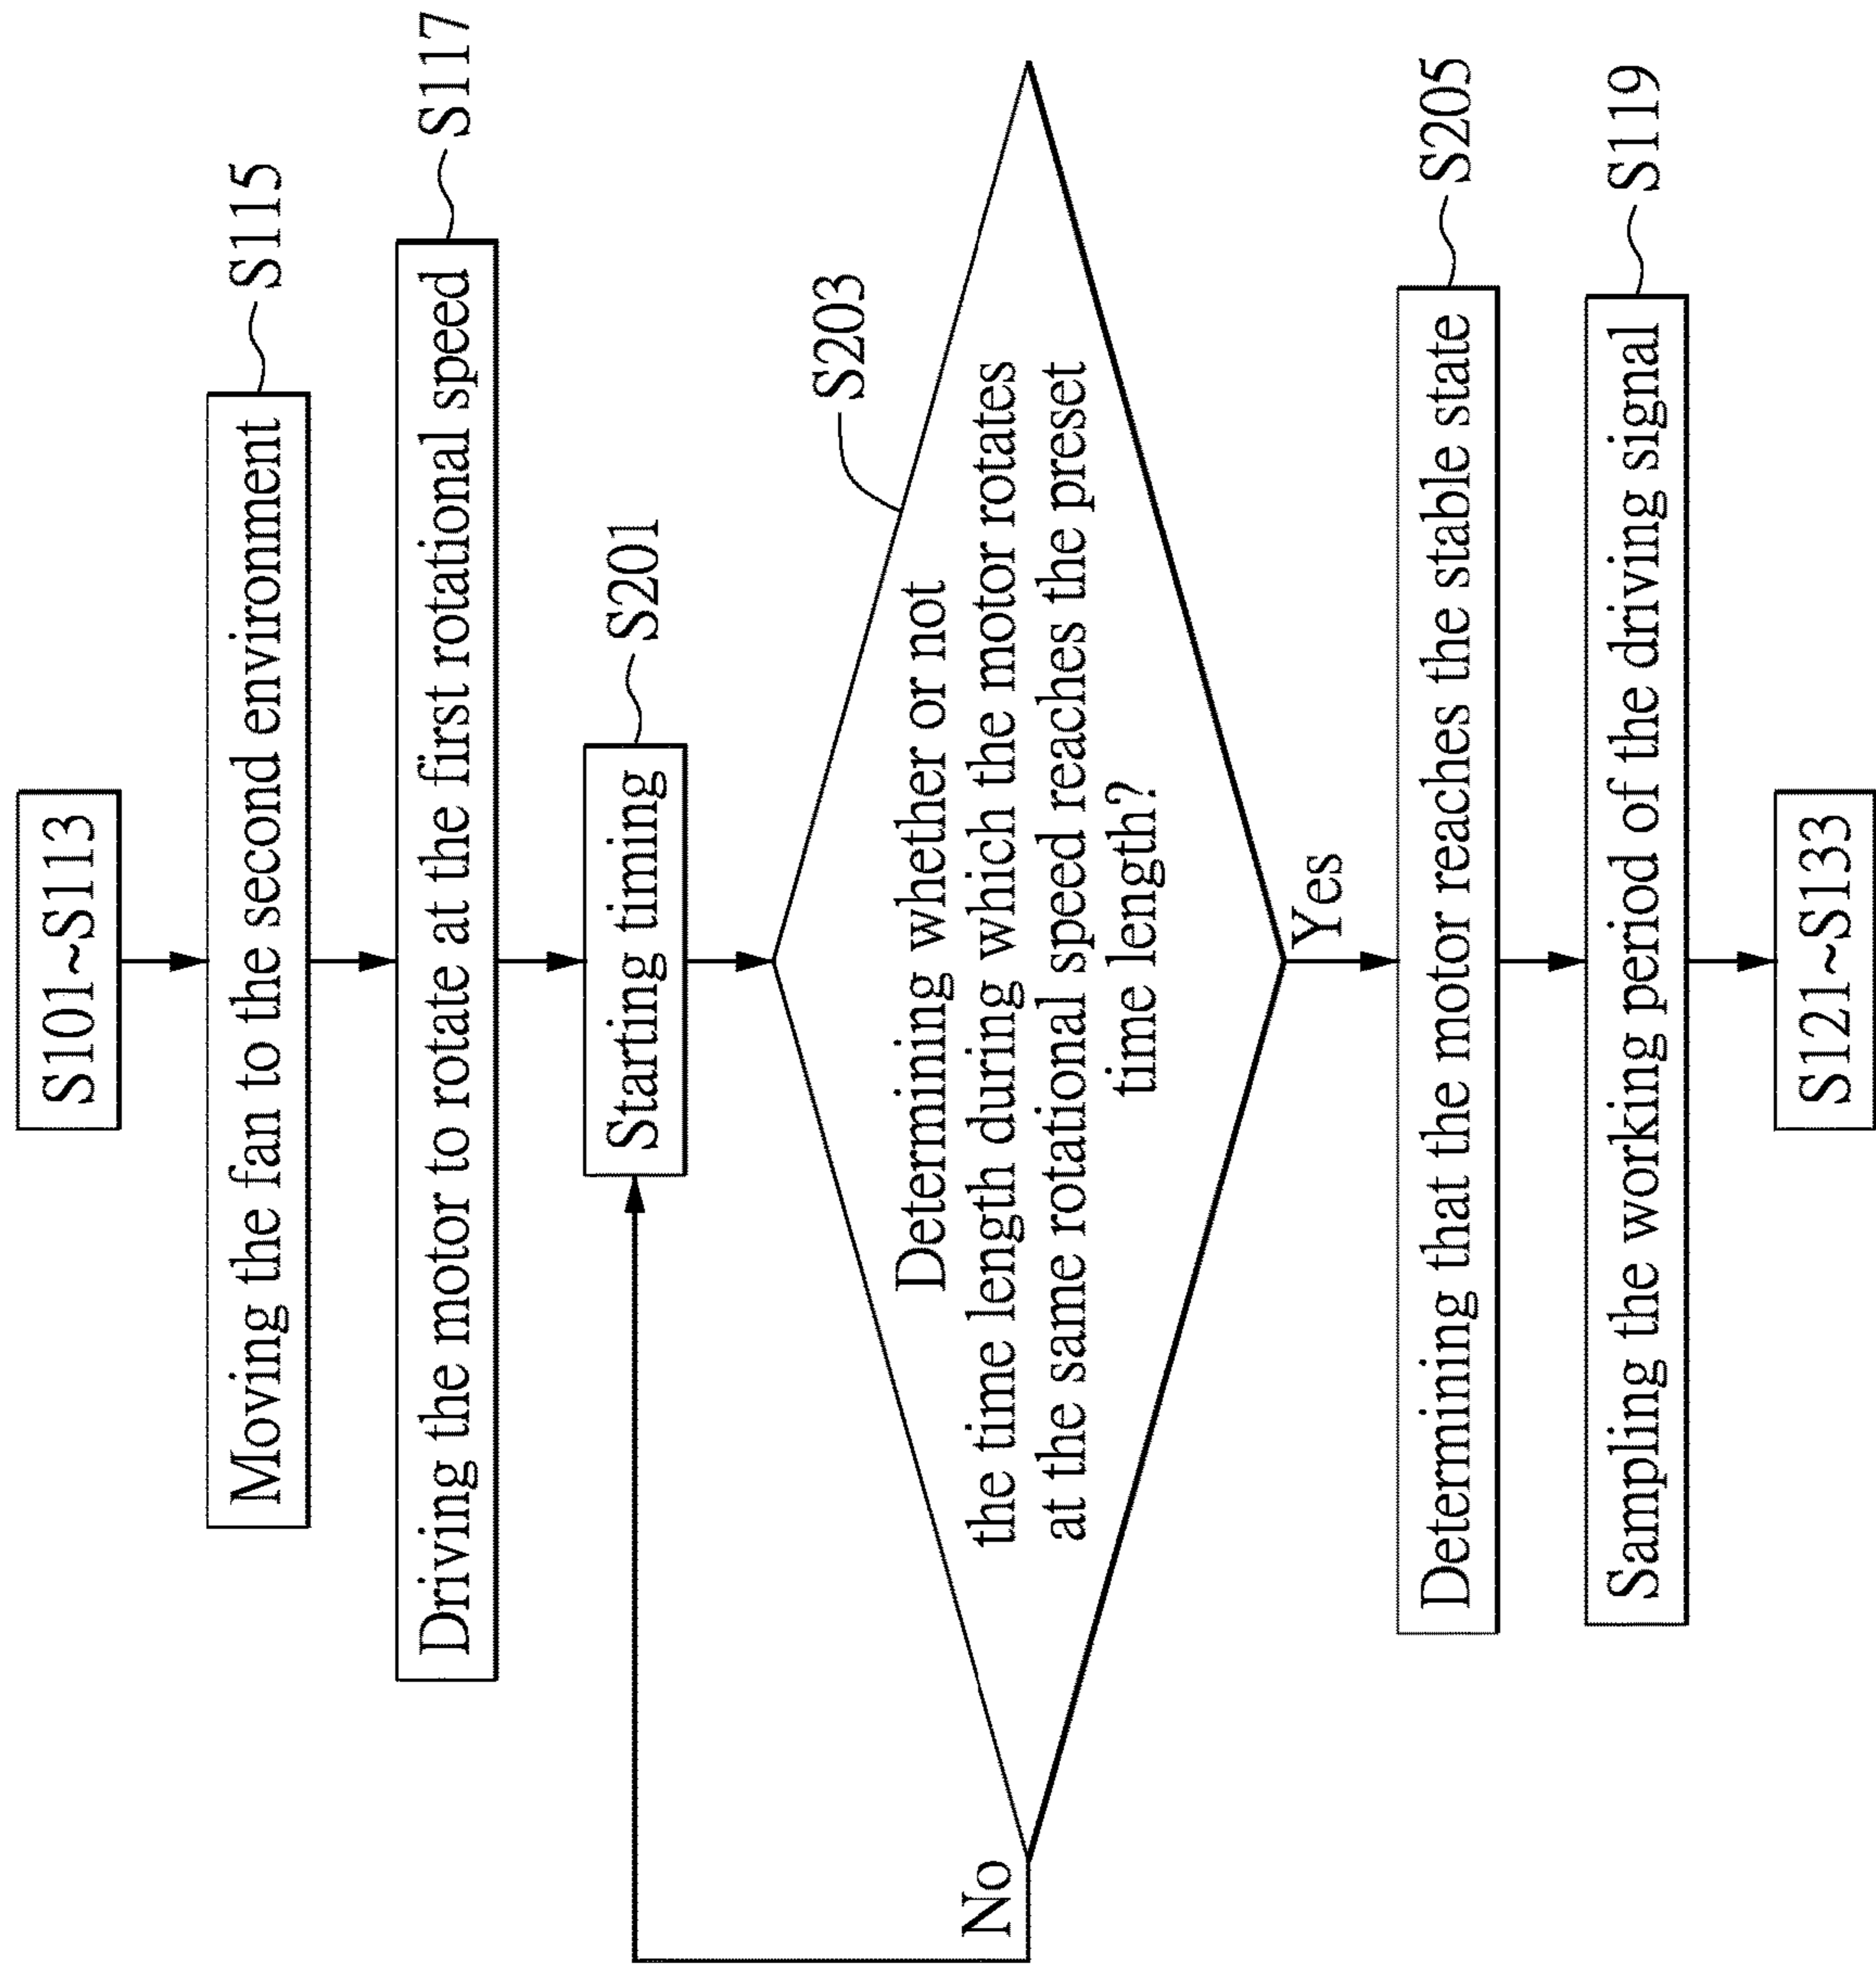 S101~S113
Moving the fan to the second environment
S115
Driving the motor to rotate at the first rotational speed
S117
Starting timing
S201
Determining whether or not
the time length during which the motor rotates
at the same rotational speed reaches the preset
time length?
S203
No
Yes
Determining that the motor reaches the stable state
S205
Sampling the working period of the driving signal
S119
S121~S133